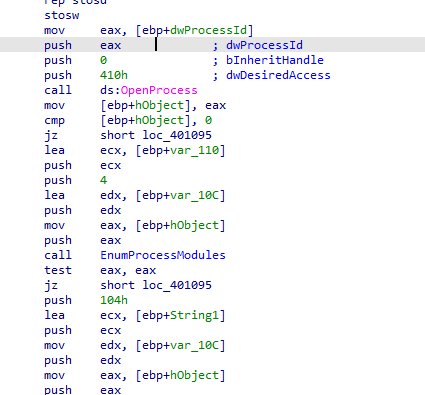 rep stosd
stosw
mov eax, [ebp+dwProcessId]
push eax ; dwProcessId
push 0 ; bInheritHandle
push 410h ; dwDesiredAccess
call ds:OpenProcess
mov [ebp+hObject], eax
cmp [ebp+hObject], 0
jz short loc_401095
lea ecx, [ebp+var_110]
push ecx
push 4
lea edx, [ebp+var_10C]
push edx
mov eax, [ebp+hObject]
push eax
call EnumProcessModules
test eax, eax
jz short loc_401095
push 104h
lea ecx, [ebp+String1]
push ecx
mov edx, [ebp+var_10C]
push edx
mov eax, [ebp+hObject]
push eax